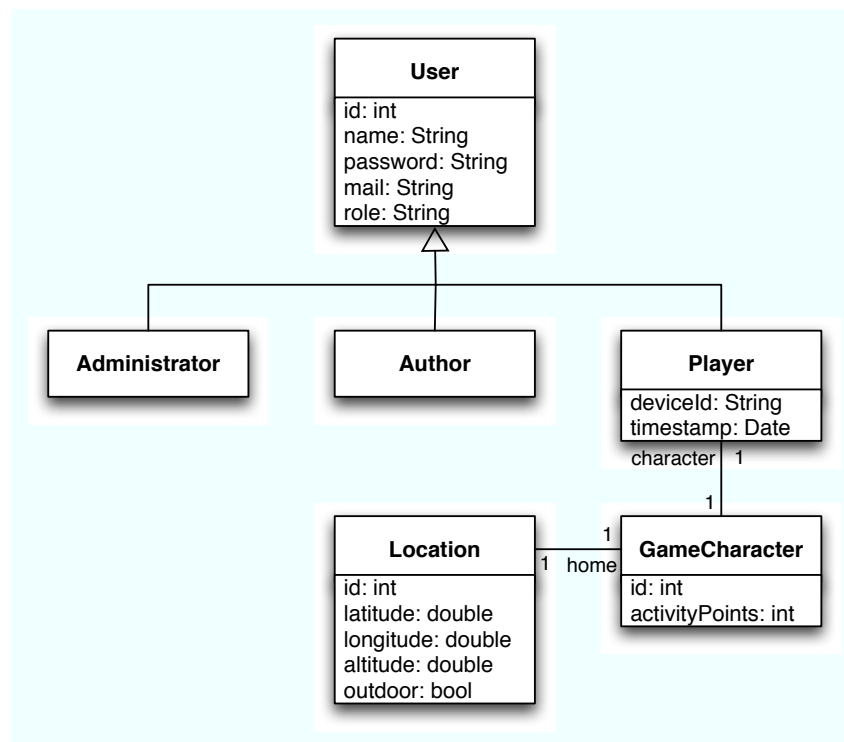 User
id: int
name: String
password: String
mail: String
role: String
Administrator
Author
Player
deviceId: String
timestamp: Date
character 1
1
Location
id: int
latitude: double
longitude: double
altitude: double
outdoor: bool
1
1 home
GameCharacter
id: int
activityPoints: int